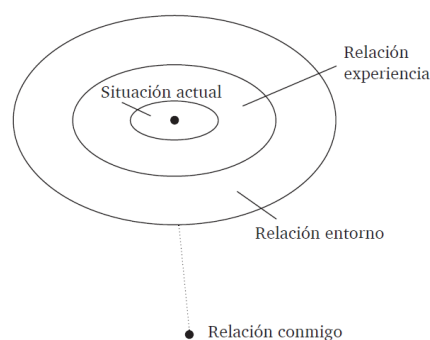 Relación
experiencia
Situación actual
Relación entorno
Relación conmigo